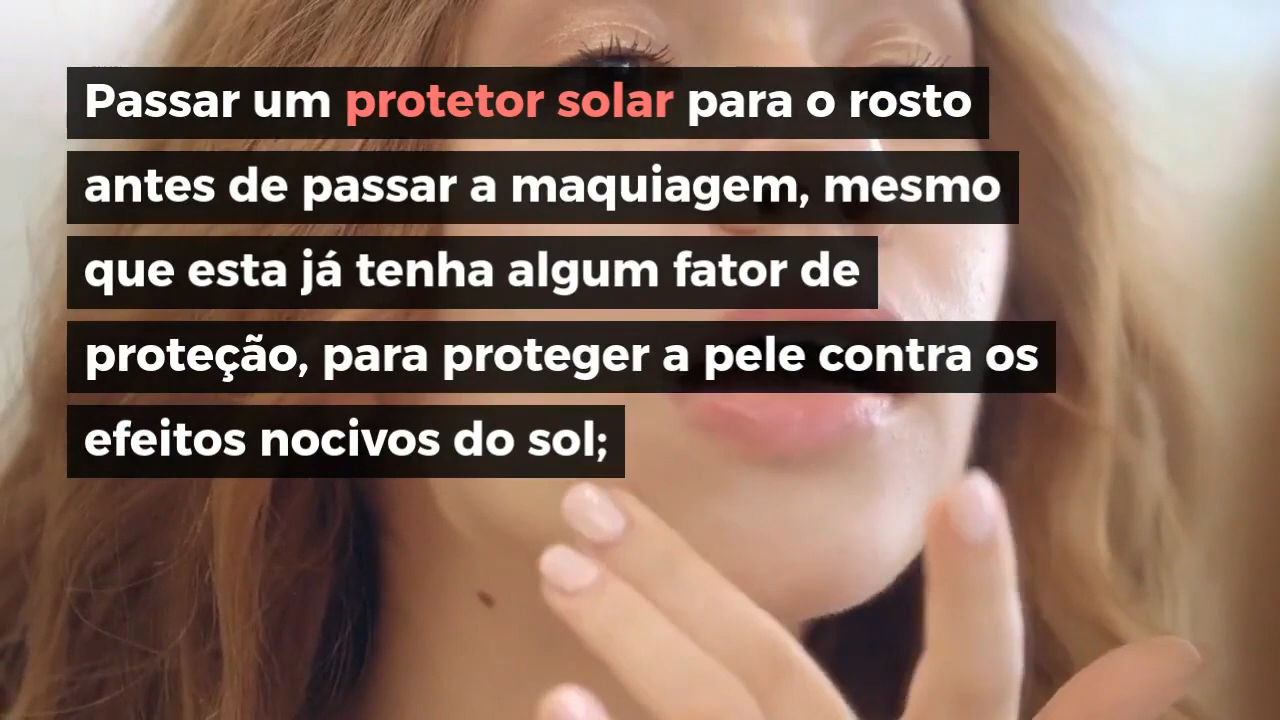 Passar um protetor solar para o rosto
antes de passar a maquiagem, mesmo
que esta já tenha algum fator de
proteção, para proteger a pele contra os
efeitos nocivos do sol;